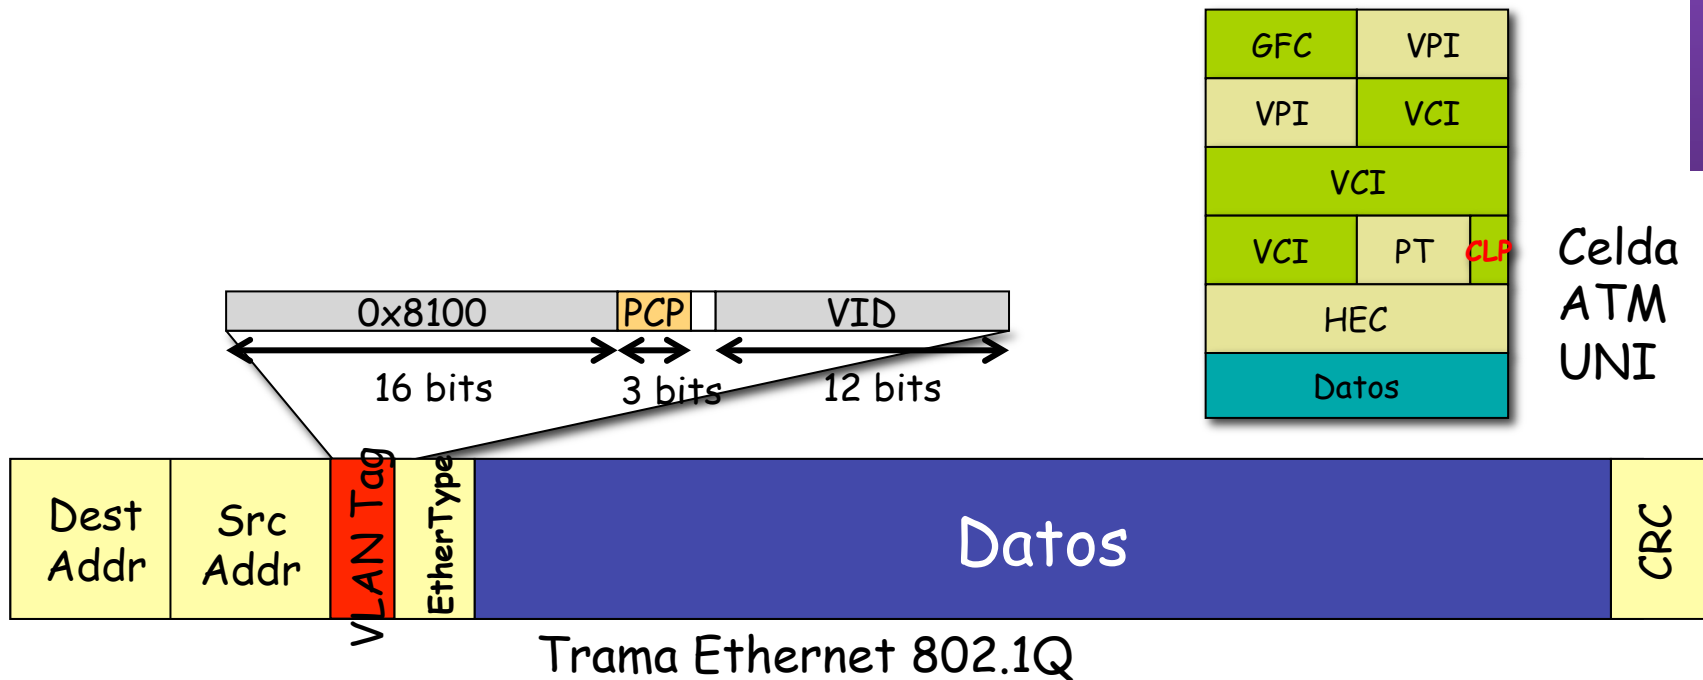 GFC VPI
VPI VCI
VCI
VCI PT CLP
HEC
Datos
Celda
ATM
UNI
0x8100 PCP VID
16 bits 3 bits 12 bits
Dest
Addr
Src
Addr
VLAN Tag
EtherType
Datos
CRC
Trama Ethernet 802.1Q